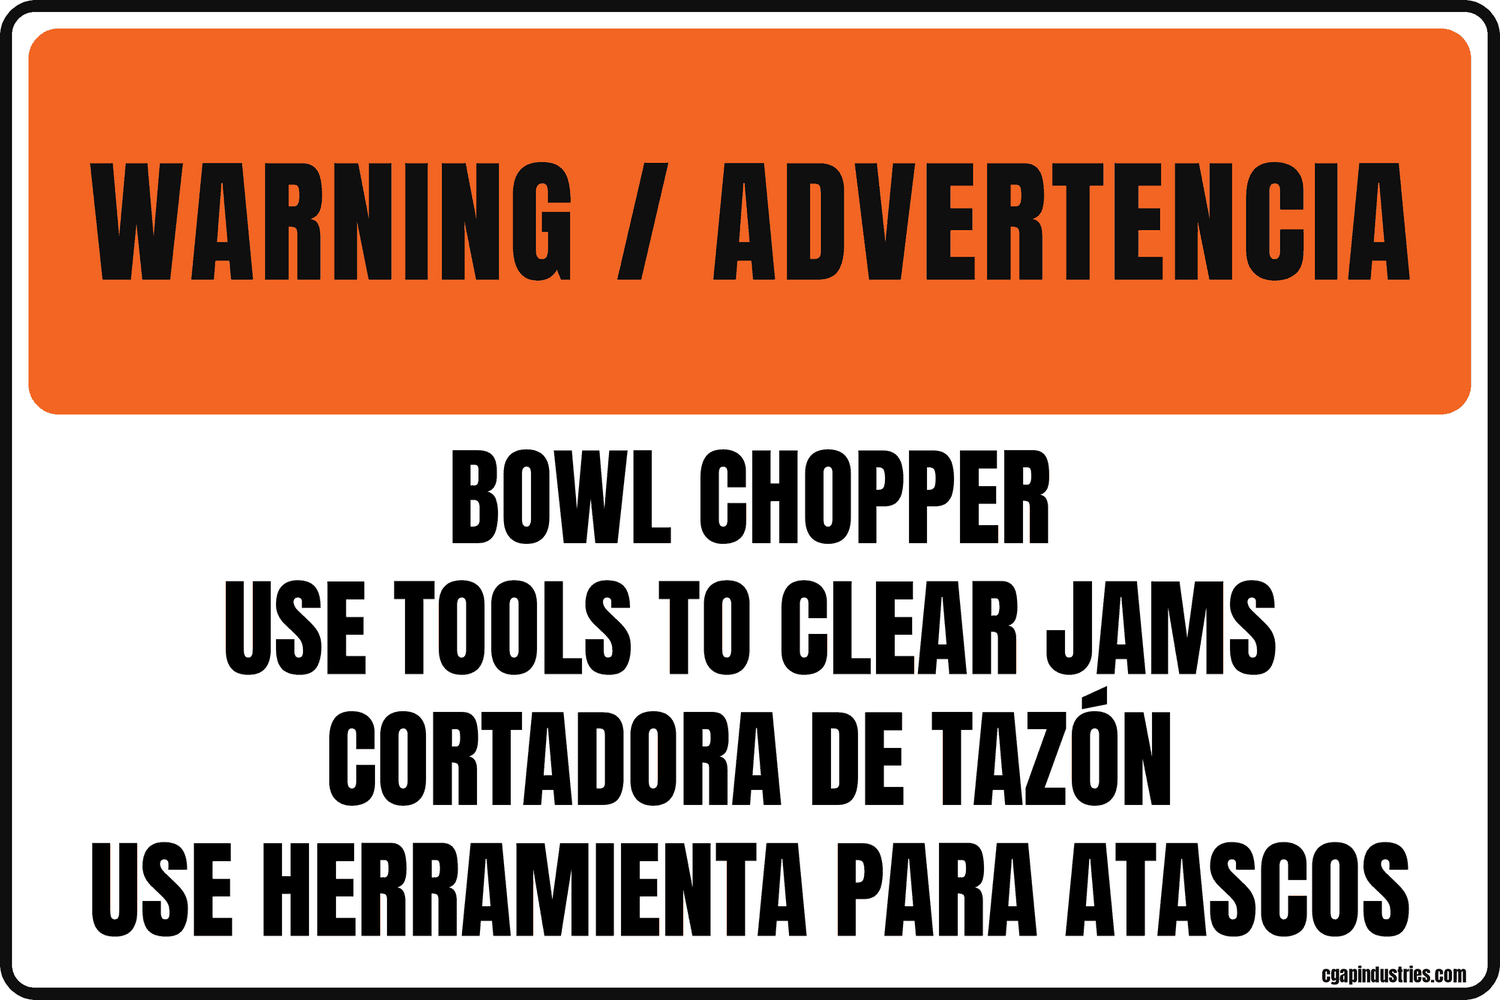 WARNING / ADVERTENCIA
BOWL CHOPPER
USE TOOLS TO CLEAR JAMS
CORTADORA DE TAZÓN
USE HERRAMIENTA PARA ATASCOS
cgapindustries.com